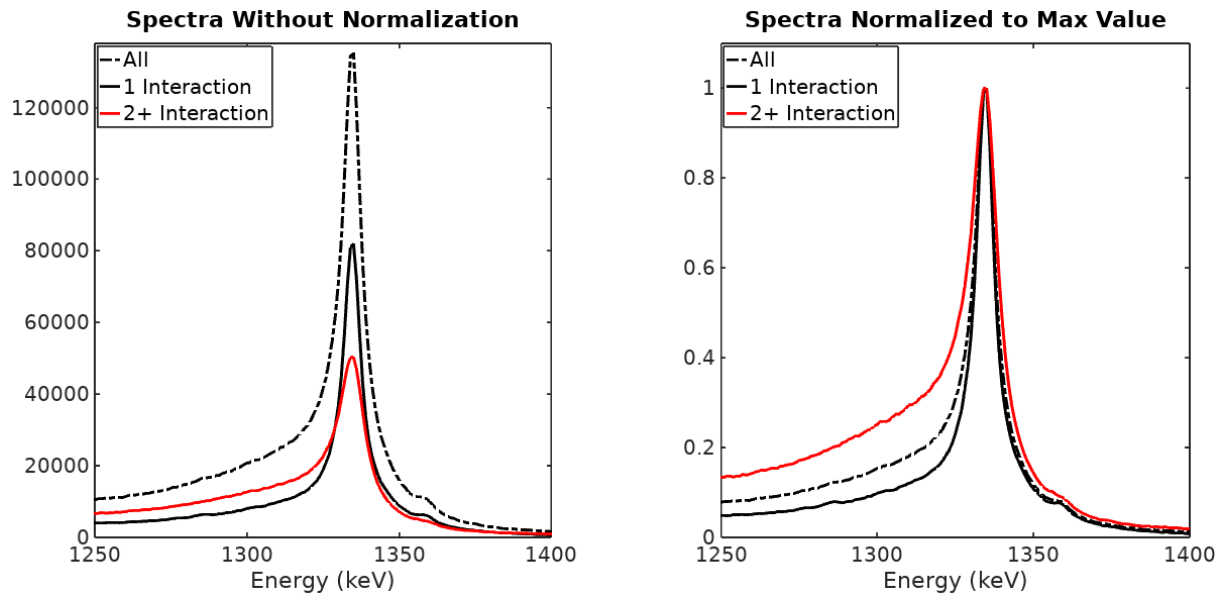 Spectra Without Normalization
All
1 Interaction
2+ Interaction
120000
100000
80000
60000
40000
20000
0
1250
1300
1350
1400
Energy (keV)
Spectra Normalized to Max Value
All
1 Interaction
2+ Interaction
1
0.8
0.6
0.4
0.2
0
1250
1300
1350
1400
Energy (keV)